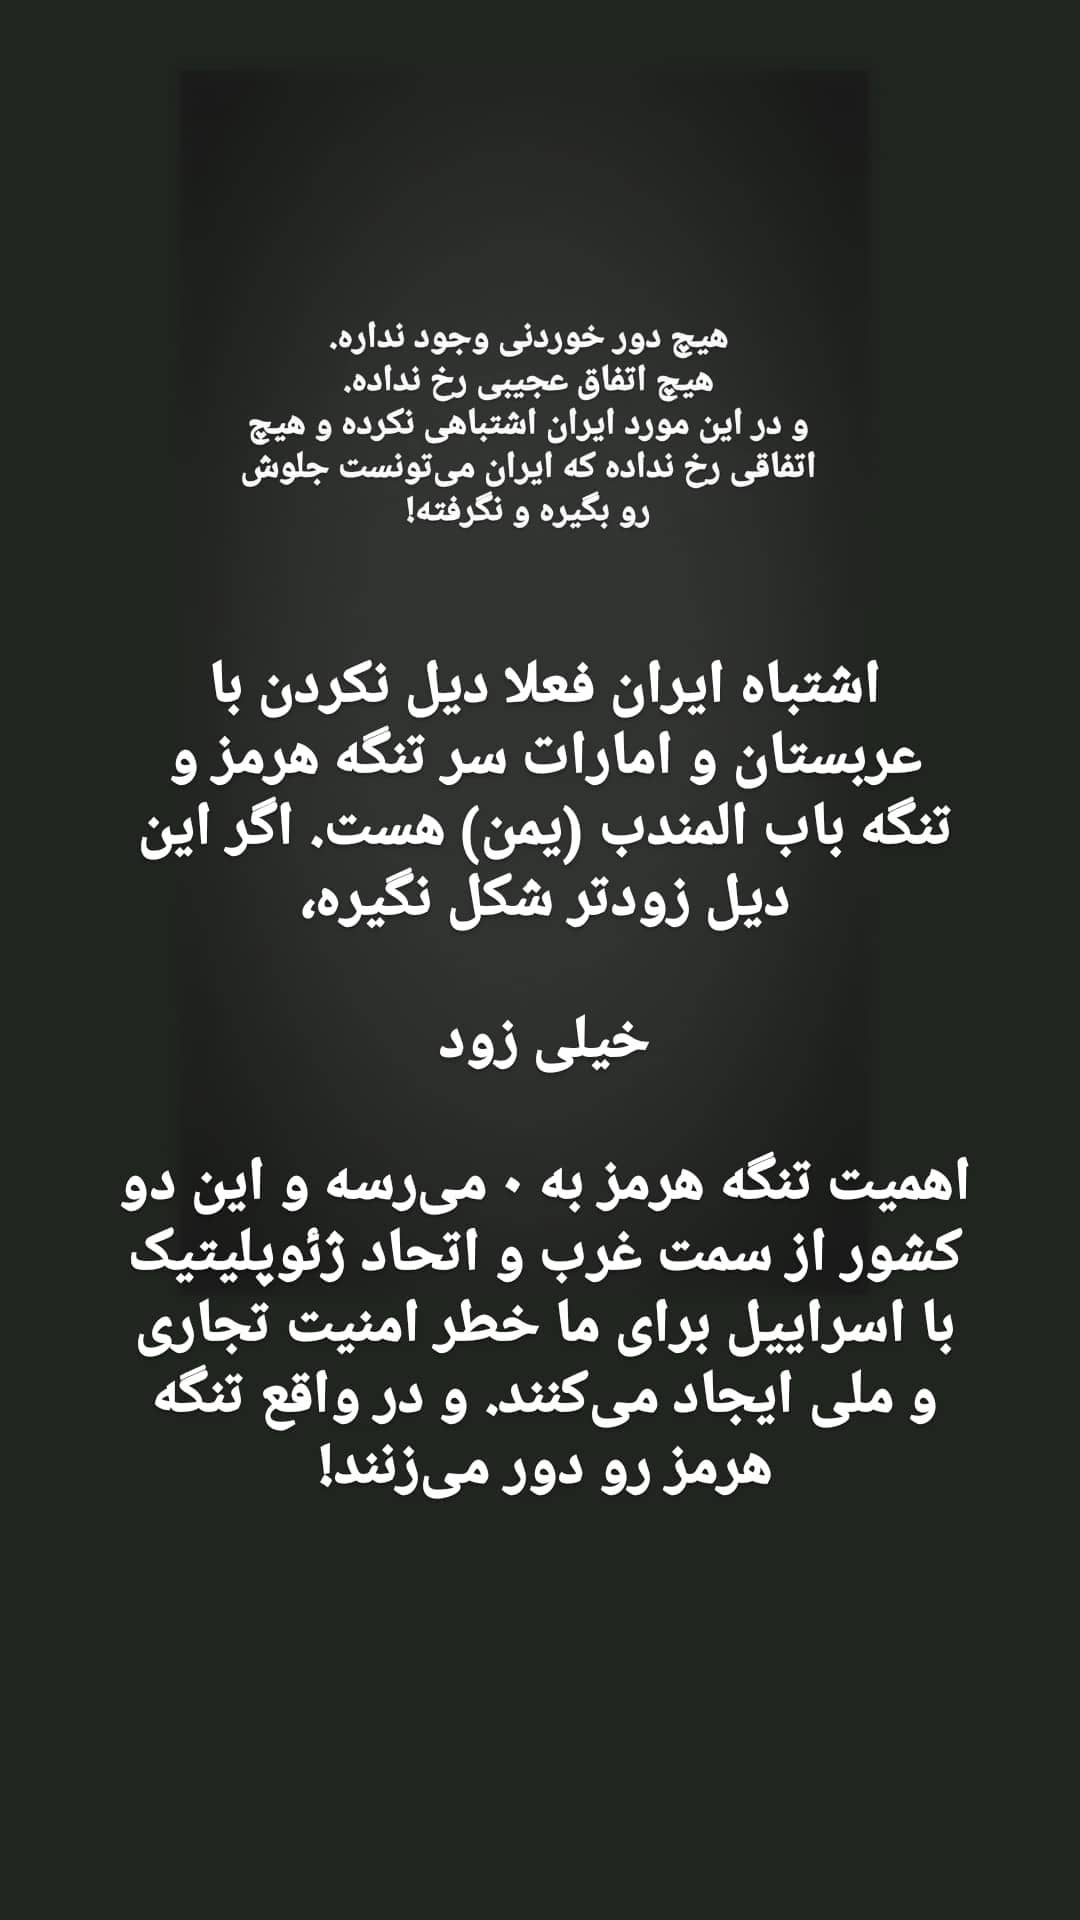 هیچ دور خوردنی وجود نداره.
هیچ اتفاق عجیبی رخ نداده.
و در این مورد ایران اشتباهی نکرده و هیچ
اتفاقی رخ نداده که ایران می‌تونست جلوش
رو بگیره و نگرفته!
اشتباه ایران فعلا دیل نکردن با
عربستان و امارات سر تنگه هرمز و
تنگه باب المندب (یمن) هست. اگر این
دیل زودتر شکل نگیره،
خیلی زود
اهمیت تنگه هرمز به ۰ می‌رسه و این دو
کشور از سمت غرب و اتحاد ژئوپلیتیک
با اسراییل برای ما خطر امنیت تجاری
و ملی ایجاد می‌کنند. و در واقع تنگه
هرمز رو دور می‌زنند!